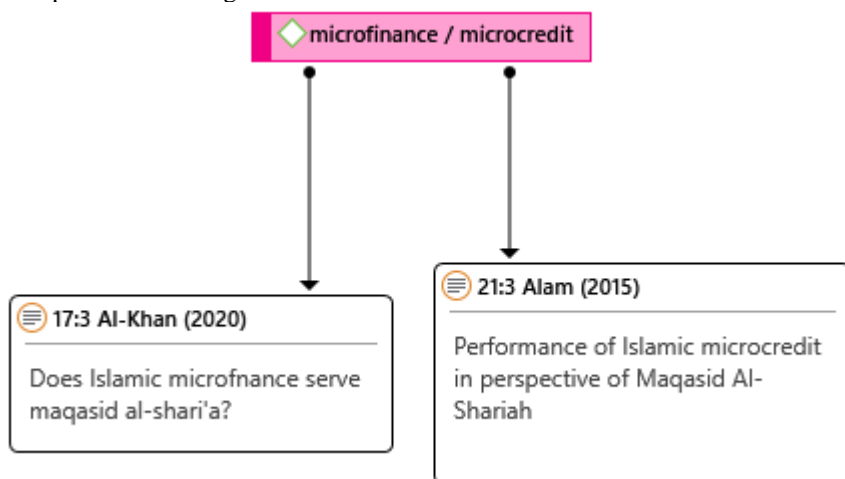 microfinance / microcredit
17:3 Al-Khan (2020)
Does Islamic microfnance serve
maqasid al-shari'a?
21:3 Alam (2015)
Performance of Islamic microcredit
in perspective of Maqasid Al-
Shariah